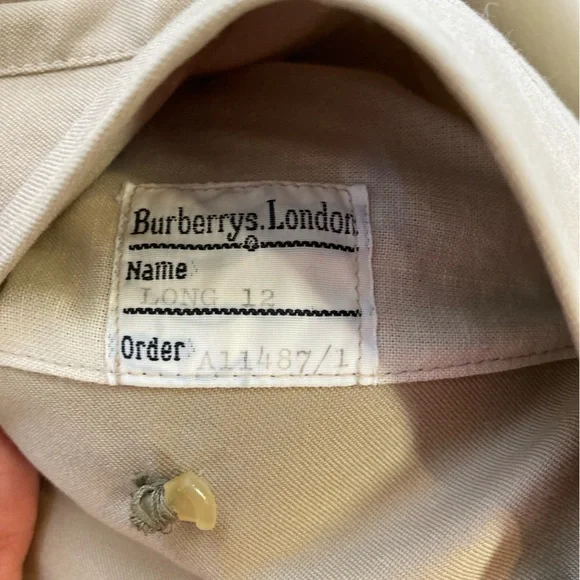 Burberrys.London
Name
LONG 12
Order A11487/1